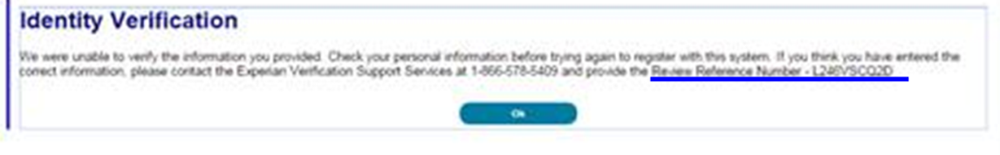 Identity Verification
We were unable to verify the information you provided. Check your personal information before trying again to register with this system. If you think you have entered the
correct information, please contact the Experian Verification Support Services at 1-866-578-5409 and provide the Review Reference Number - L246VSCQ2D
Ok